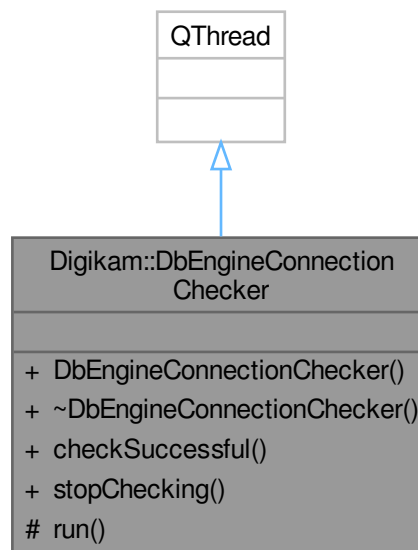 QThread
Digikam::DbEngineConnection
Checker
+ DbEngineConnectionChecker()
+ ~DbEngineConnectionChecker()
+ checkSuccessful()
+ stopChecking()
# run()